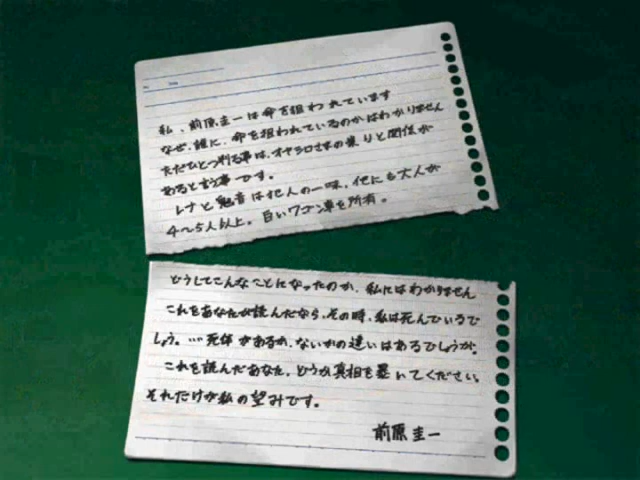 私、前原圭一は命を狙われています
なぜ、誰に、命を狙われているのかはわかりません
ただひとつ判る事は、オヤシロさまの祟りと関係が
あると言う事です。
レナと魅音は犯人の一味。他にも大人が
4〜5人以上。白いワゴン車を所有。
どうしてこんなことになったのか、私にはわかりません
これをあなたが読んだなら、その時、私は死んでいるで
しょう。…死体があるか、ないかの違いはあるでしょうが。
これを読んだあなた。どうか真相を暴いてください。
それだけが私の望みです。
前原圭一